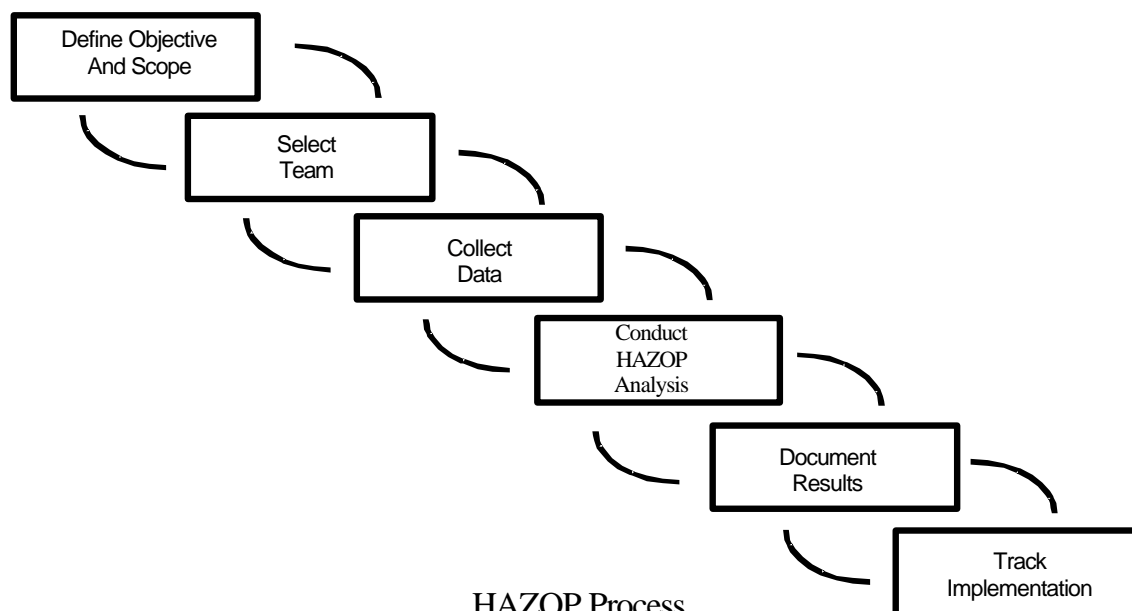 Define Objective
And Scope
Select
Team
Collect
Data
Conduct
HAZOP
Analysis
Document
Results
Track
Implementation
HAZOP Process